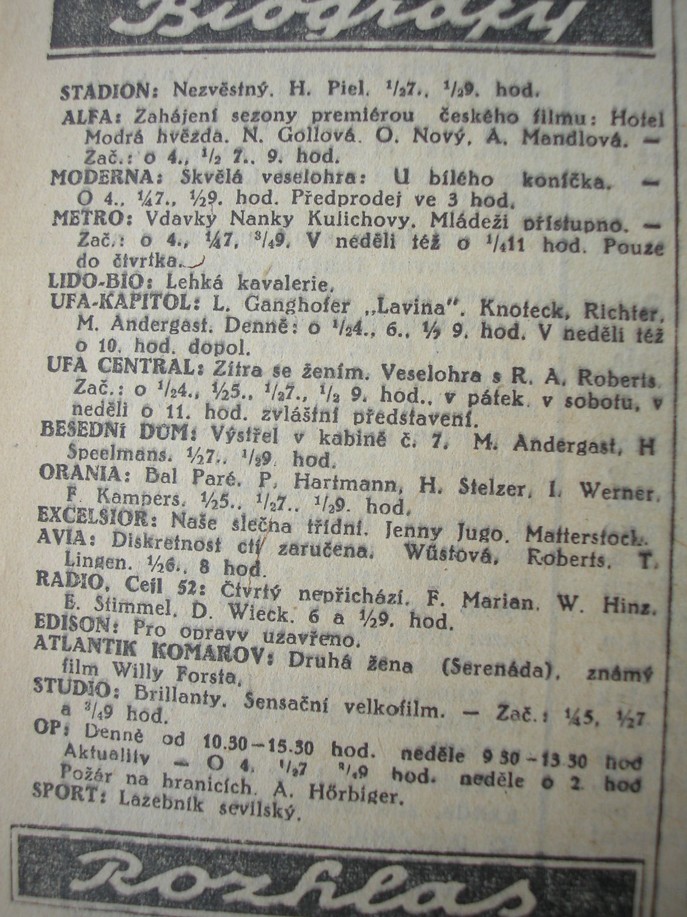 Biografy
STADION: Nezvěstný. H. Piel. ½7., ½9. hod.
ALFA: Zahájení sezony premiérou českého filmu: Hotel
Modrá hvězda. N. Gollová. O. Nový, A. Mandlová. —
Zač.: o 4., ½ 7., 9. hod.
MODERNA: Skvělá veselohra: U bílého koníčka. —
O 4., ¼7., ½9. hod. Předprodej ve 3 hod.
METRO: Vdavky Nanky Kulichovy. Mládeži přístupno. —
Zač.: o 4., ¼7, ¾9. V neděli též o ¼11 hod. Pouze
do čtvrtka.
LIDO-BIO: Lehká kavalerie.
UFA-KAPITOL: L. Ganghofer „Lavina“. Knoteck, Richter,
M. Andergast. Denně: o ½4., 6., ½ 9. hod. V neděli též
o 10. hod. dopol.
UFA CENTRAL: Zítra se žením. Veselohra s R. A. Roberts.
Zač.: o ½4., ½5., ½7., ½ 9. hod., v pátek, v sobotu, v
neděli o 11. hod. zvláštní představení.
BESEDNÍ DŮM: Výstřel v kabině č. 7. M. Andergast, H
Speelmans. ½7., ½9. hod.
ORANIA: Bal Paré. P. Hartmann, H. Stelzer, I. Werner,
F. Kampers. ½5., ½7., ½9. hod.
EXCELSIOR: Naše slečna třídní. Jenny Jugo. Matterstock.
AVIA: Diskretnost ctí zaručena. Wüstová, Roberts. T.
Lingen. ½6., 8 hod.
RADIO, Cejl 52: Čtvrtý nepřichází. F. Marian. W. Hinz,
E. Stimmel, D. Wieck. 6 a ½9. hod.
EDISON: Pro opravy uzavřeno.
ATLANTIK KOMAROV: Druhá žena (Serenáda), známý
film Willy Forsta.
STUDIO: Brillanty. Sensační velkofilm. — Zač.: ¼5, ½7
a ¾9 hod.
OP: Denně od 10.30—15.30 hod. neděle 9 30—13 30 hod
Aktuality — O 4, ½7 ¾9 hod. neděle o 2. hod
Požár na hranicích. A. Hörbiger.
SPORT: Lazebník sevilský.
Rozhlas